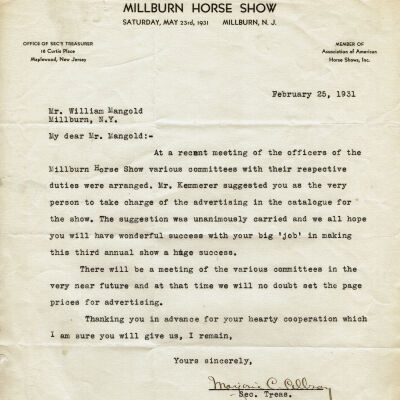 MILLBURN HORSE SHOW
SATURDAY, MAY 23rd, 1931 MILLBURN, N. J.
OFFICE OF SEC'Y TREASURER
18 Curtis Place
Maplewood, New Jersey
MEMBER OF
Association of American
Horse Shows, Inc.
February 25, 1931
Mr. William Mangold
Millburn, N.Y.
My dear Mr. Mangold:-
At a recent meeting of the officers of the
Millburn Horse Show various committees with their respective
duties were arranged. Mr. Kemmerer suggested you as the very
person to take charge of the advertising in the catalogue for
the show. The suggestion was unanimously carried and we all hope
you will have wonderful success with your big 'job' in making
this third annual show a huge success.
There will be a meeting of the various committees in the
very near future and at that time we will no doubt set the page
prices for advertising.
Thanking you in advance for your hearty cooperation which
I am sure you will give us, I remain,
Yours sincerely,
Marjorie C.
Sec. Treas.